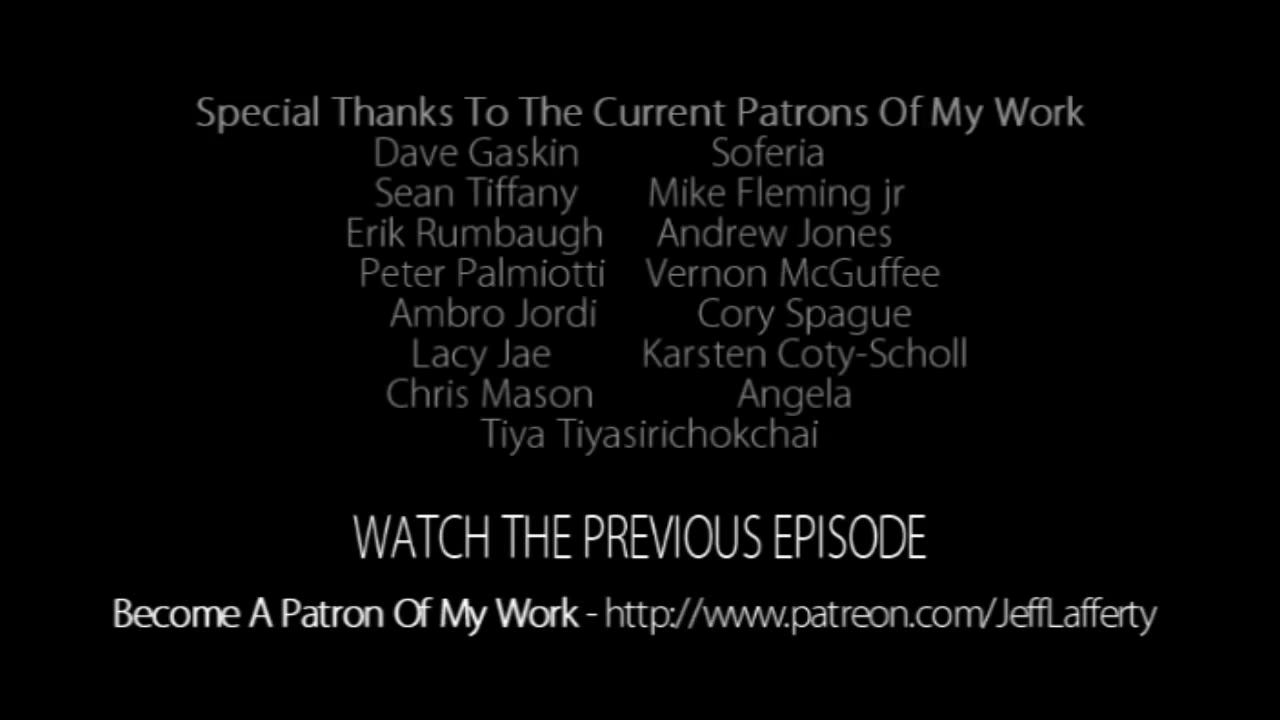 Special Thanks To The Current Patrons Of My Work
Dave Gaskin Soferia
Sean Tiffany Mike Fleming jr
Erik Rumbaugh Andrew Jones
Peter Palmiotti Vernon McGuffee
Ambro Jordi Cory Spague
Lacy Jae Karsten Coty-Scholl
Chris Mason Angela
Tiya Tiyasirichokchai
WATCH THE PREVIOUS EPISODE
Become A Patron Of My Work - http://www.patreon.com/JeffLafferty